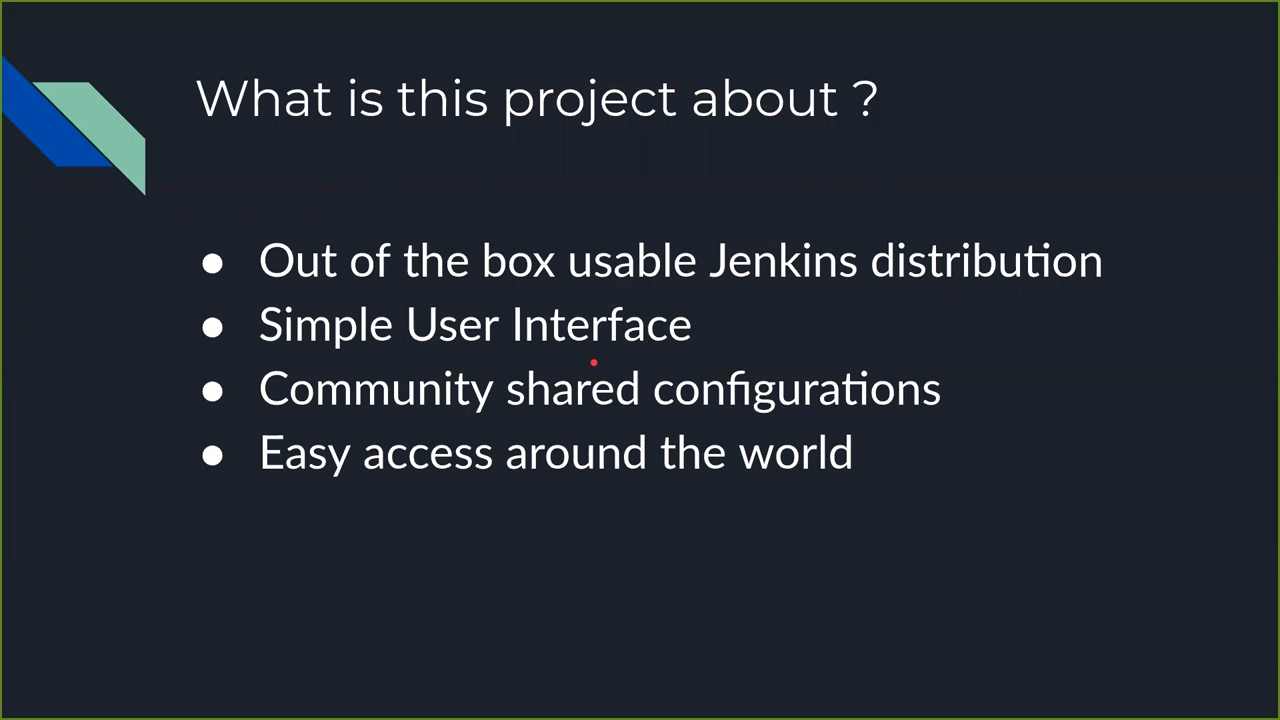 What is this project about ?
● Out of the box usable Jenkins distribution
● Simple User Interface
● Community shared configurations
● Easy access around the world